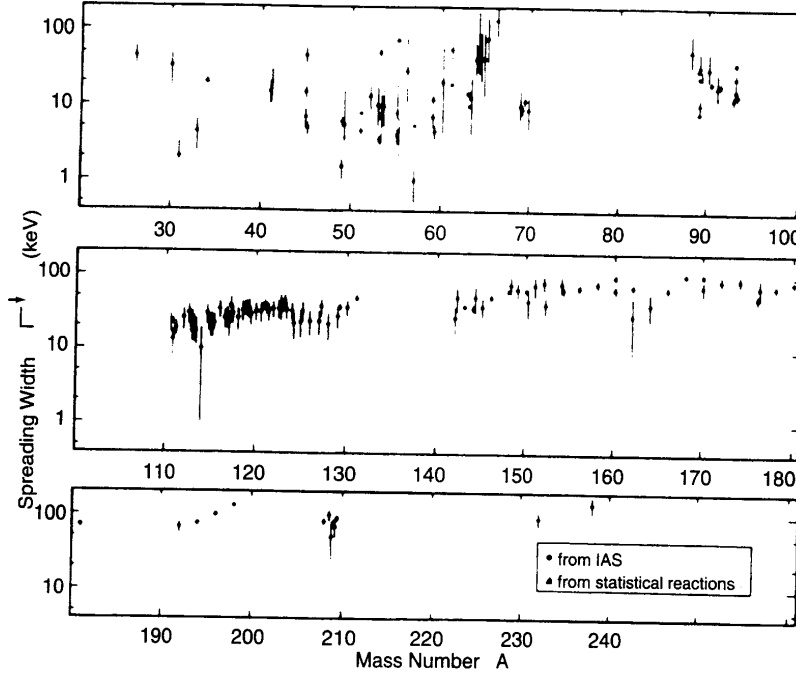 100
10
1
30 40 50 60 70 80 90 100
100
10
1
110 120 130 140 150 160 170 180
100
10
190 200 210 220 230 240
Spreading Width Γ↓ (keV)
• from IAS
▲ from statistical reactions
Mass Number A